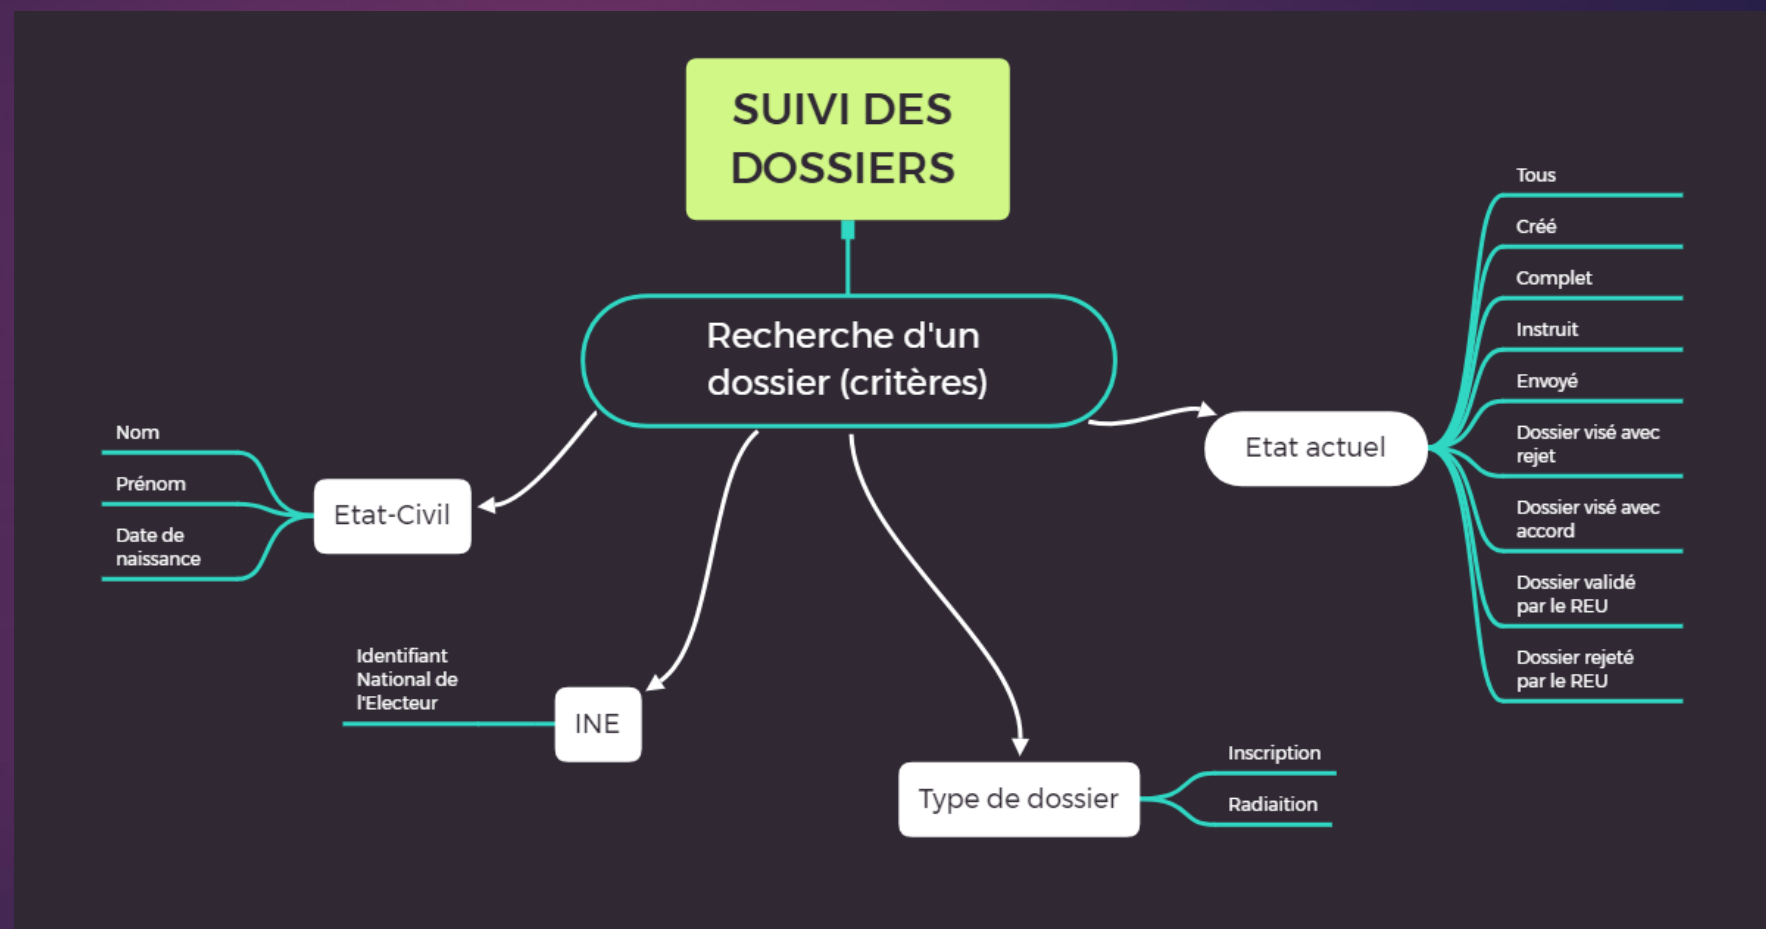 SUIVI DES
DOSSIERS
Recherche d'un
dossier (critères)
Etat-Civil
Nom
Prénom
Date de
naissance
INE
Identifiant
National de
l'Electeur
Type de dossier
Inscription
Radiaition
Etat actuel
Tous
Créé
Complet
Instruit
Envoyé
Dossier visé avec
rejet
Dossier visé avec
accord
Dossier validé
par le REU
Dossier rejeté
par le REU